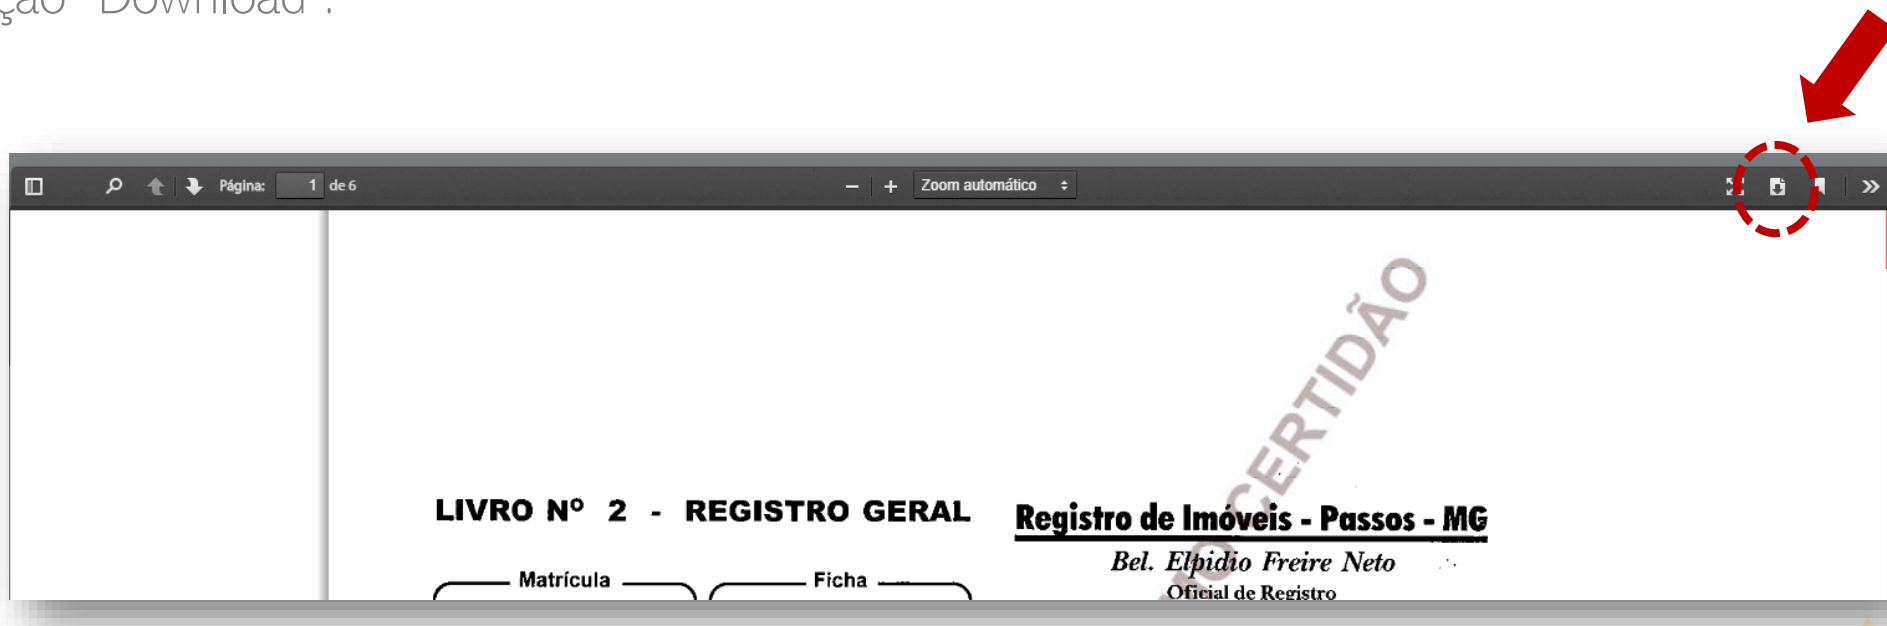 ção "Download".
Página: 1 de 6
Zoom automático
MO CERTIDÃO
LIVRO Nº 2 - REGISTRO GERAL
Registro de Imóveis - Passos - MG
Bel. Elpidio Freire Neto
Oficial de Registro
Matrícula
Ficha